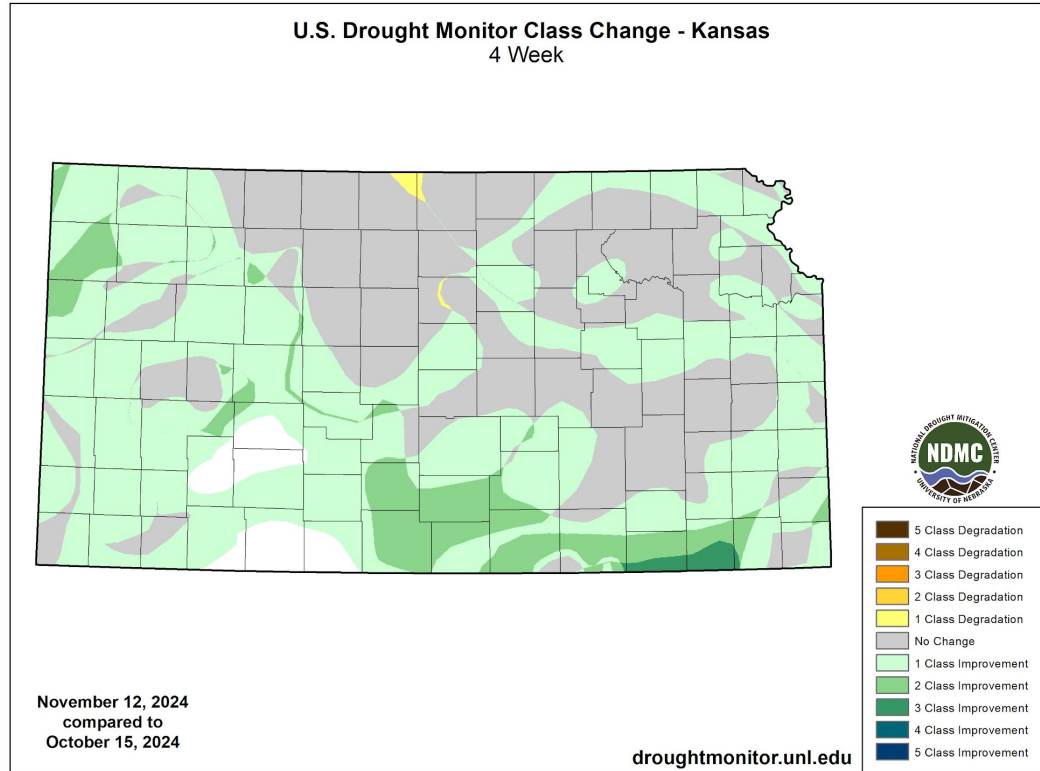 U.S. Drought Monitor Class Change - Kansas
4 Week
NATIONAL DROUGHT MITIGATION CENTER
NDMC
UNIVERSITY OF NEBRASKA
5 Class Degradation
4 Class Degradation
3 Class Degradation
2 Class Degradation
1 Class Degradation
No Change
1 Class Improvement
2 Class Improvement
3 Class Improvement
4 Class Improvement
5 Class Improvement
November 12, 2024
compared to
October 15, 2024
droughtmonitor.unl.edu